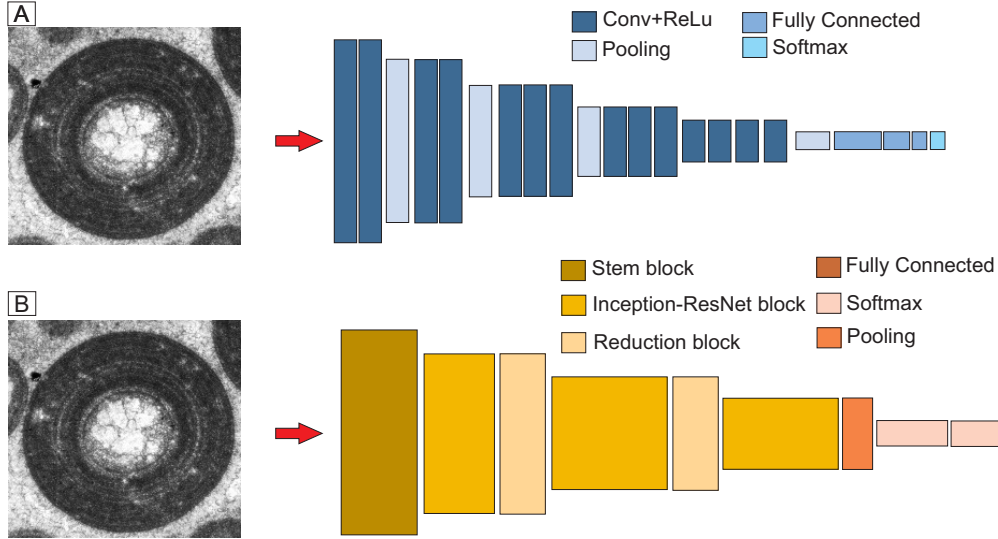 A
Conv+ReLu
Fully Connected
Pooling
Softmax
B
Stem block
Fully Connected
Inception-ResNet block
Softmax
Reduction block
Pooling